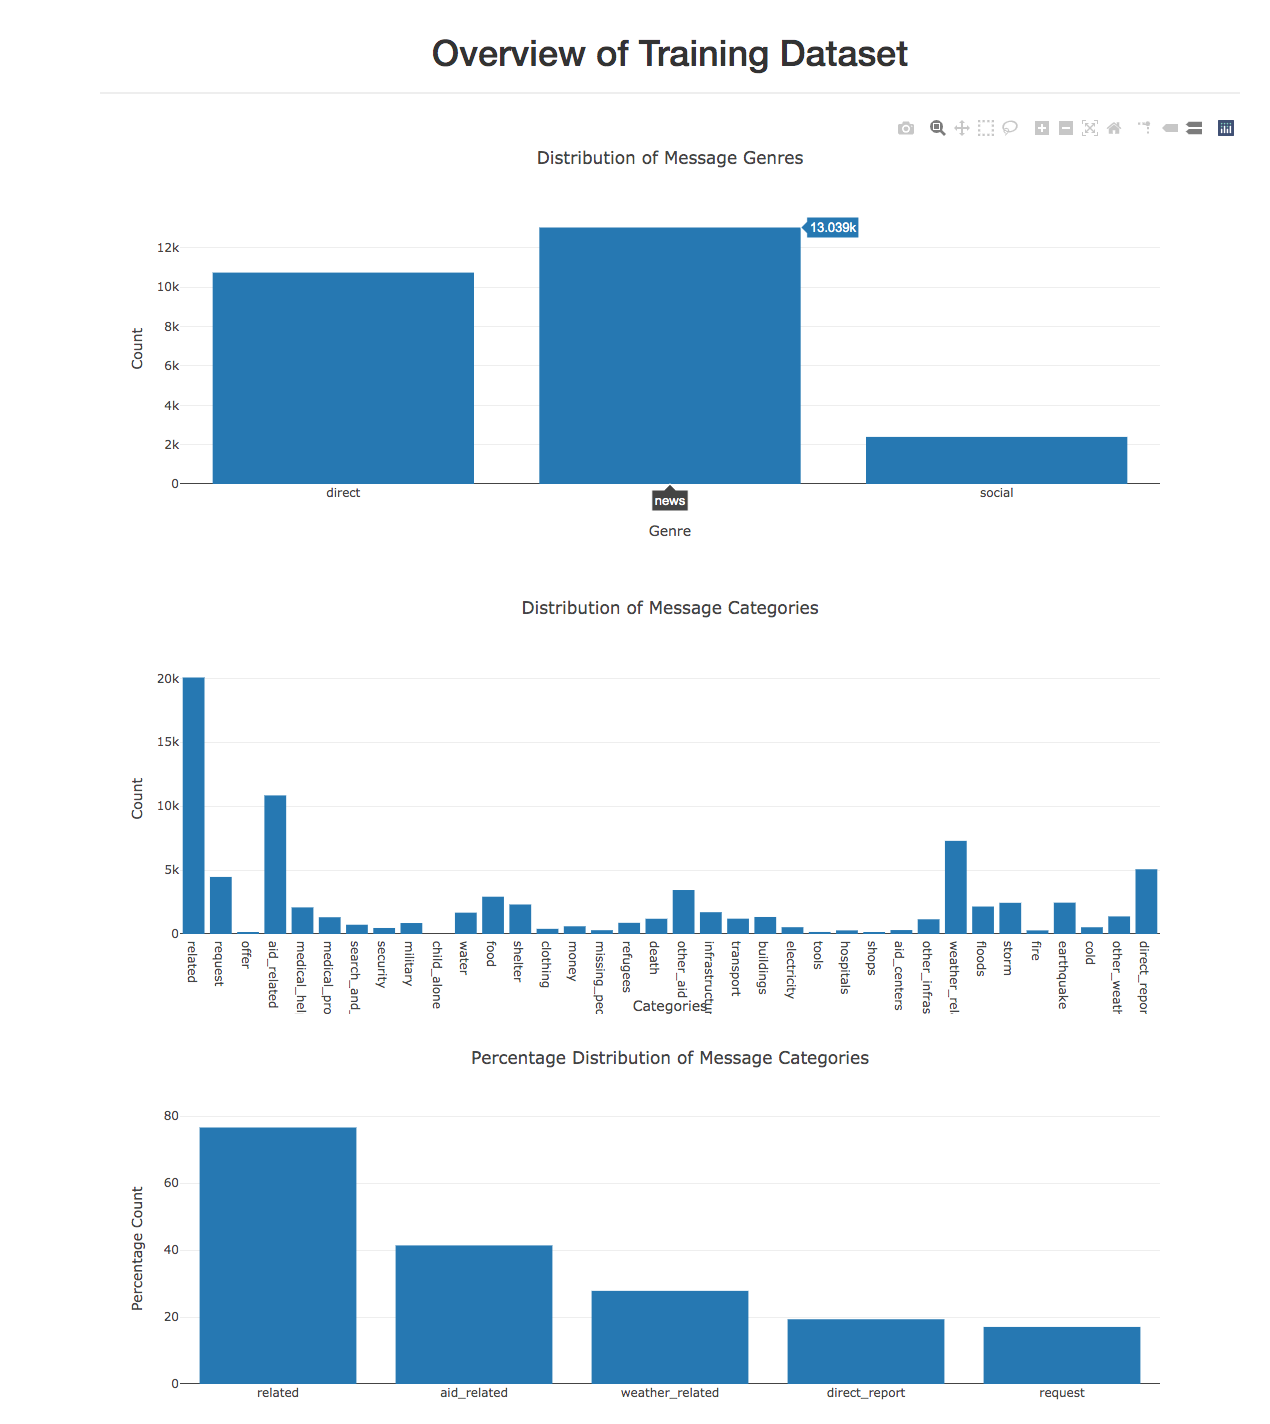 Overview of Training Dataset
Distribution of Message Genres
13.039k
12k
10k
8k
6k
4k
2k
0
Count
direct
news
social
Genre
Distribution of Message Categories
20k
15k
10k
5k
0
Count
related
request
offer
aid_related
medical_hel
medical_pro
search_and_
security
military
child_alone
water
food
shelter
clothing
money
missing_peo
refugees
death
other_aid
infrastructur
transport
buildings
electricity
tools
hospitals
shops
aid_centers
other_infras
weather_rel
floods
storm
fire
earthquake
cold
other_weath
direct_repor
Categories
Percentage Distribution of Message Categories
80
60
40
20
0
Percentage Count
related
aid_related
weather_related
direct_report
request